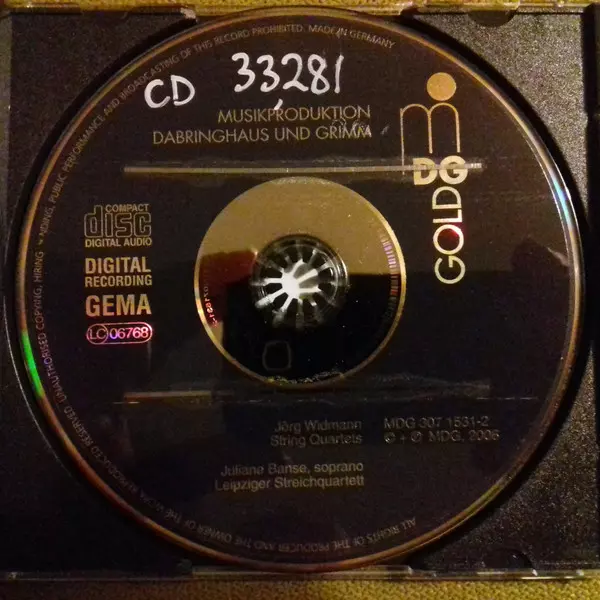 CD 33281
MUSIKPRODUKTION
DABRINGHAUS UND GRIMM
DG
GOLD
COMPACT
disc
DIGITAL AUDIO
DIGITAL
RECORDING
GEMA
LC 06768
Jörg Widmann
String Quartets
MDG 307 1531-2
© + ℗ MDG, 2006
Juliane Banse, soprano
Leipziger Streichquartett
ALL RIGHTS OF THE PRODUCER AND THE OWNER OF THE WORK REPRODUCED RESERVED. UNAUTHORISED COPYING, HIRING, LENDING, PUBLIC PERFORMANCE AND BROADCASTING OF THIS RECORD PROHIBITED. MADE IN GERMANY